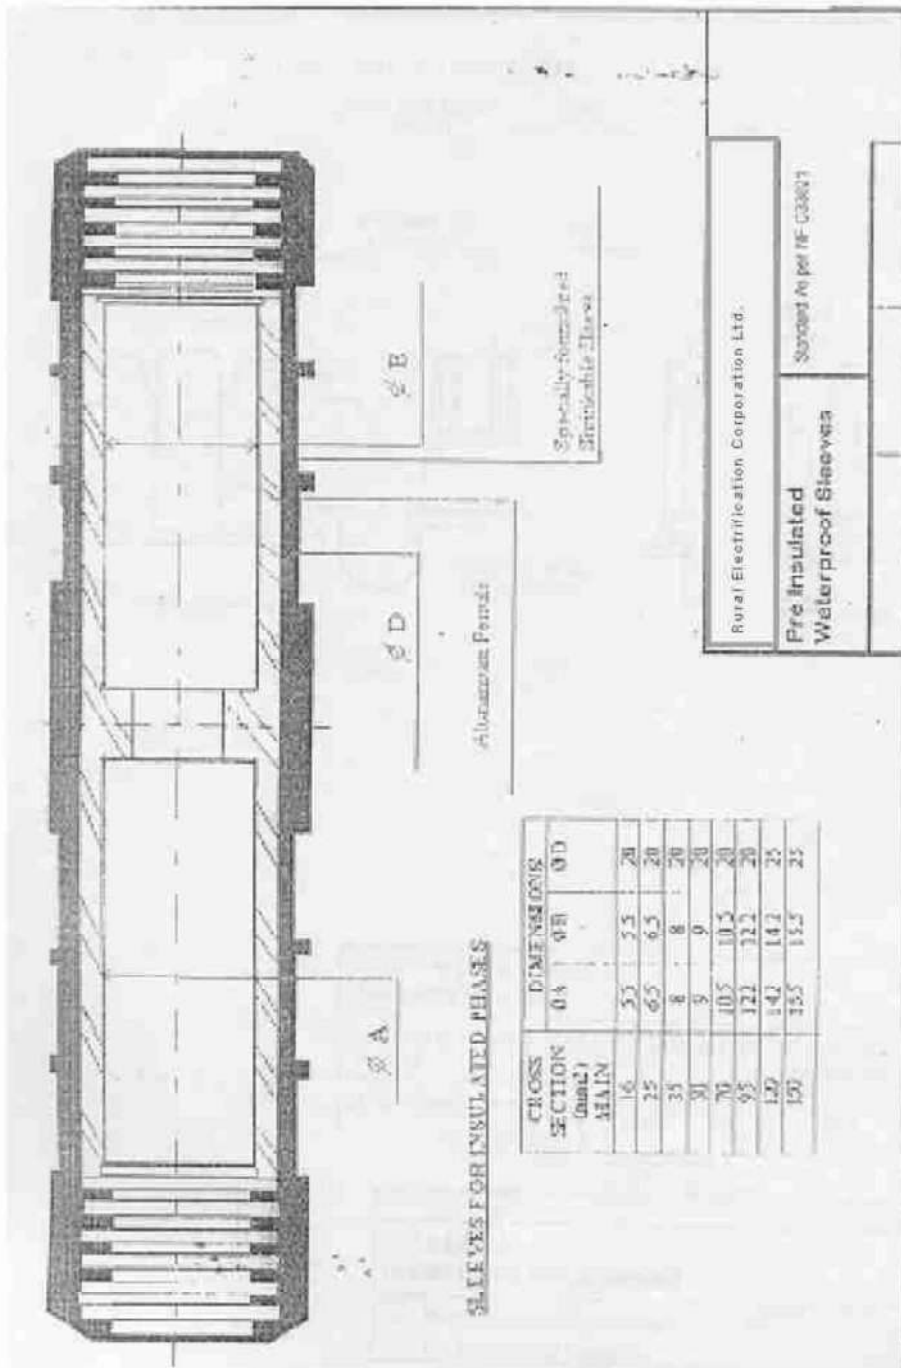 Ø A
Ø D
Ø B
Aluminium Ferrule
Specially formulated
Shrinkable Sleeve
SLEEVES FOR INSULATED PHASES
CROSS SECTION (mm2) MAIN | DIMENSIONS
ØA ØB ØD
16 5.5 5.5 20
25 6.5 6.5 20
35 8 8 20
50 9 9 20
70 10.5 10.5 20
95 12.2 12.2 20
120 14.2 14.2 25
150 15.5 15.5 25
Rural Electrification Corporation Ltd.
Pre Insulated
Waterproof Sleeves
Standard As per NF